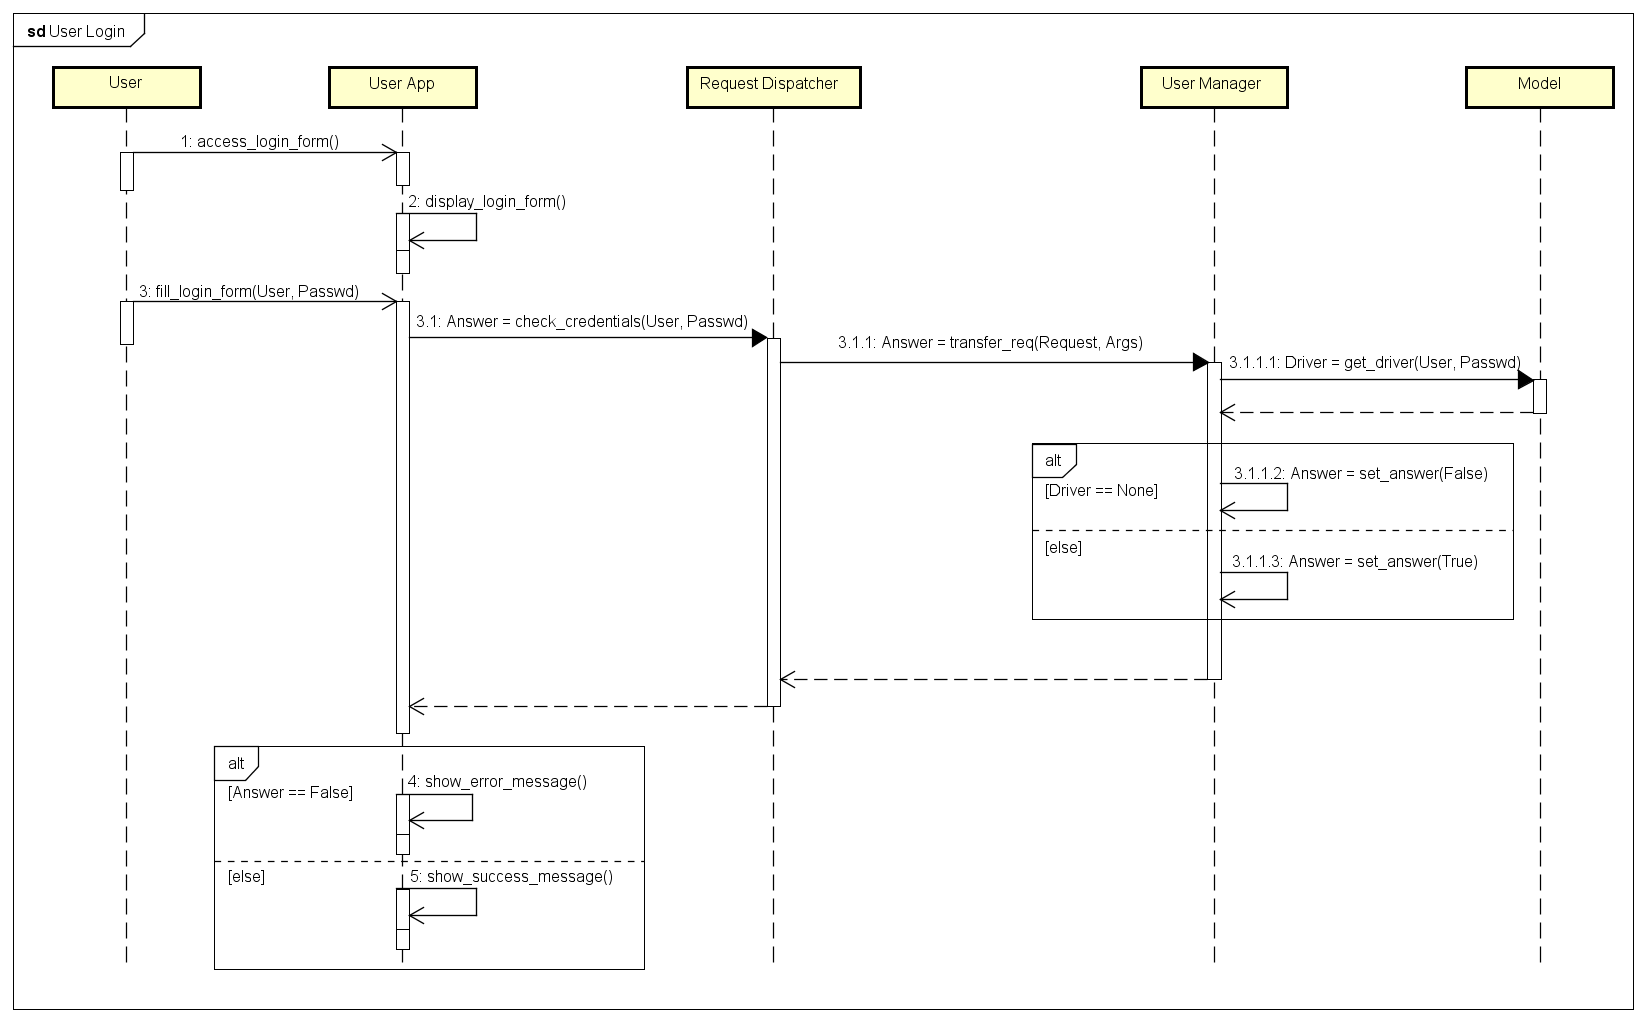 sd User Login
User
User App
Request Dispatcher
User Manager
Model
1: access_login_form()
2: display_login_form()
3: fill_login_form(User, Passwd)
3.1: Answer = check_credentials(User, Passwd)
3.1.1: Answer = transfer_req(Request, Args)
3.1.1.1: Driver = get_driver(User, Passwd)
alt
3.1.1.2: Answer = set_answer(False)
[Driver == None]
[else]
3.1.1.3: Answer = set_answer(True)
alt
4: show_error_message()
[Answer == False]
[else]
5: show_success_message()